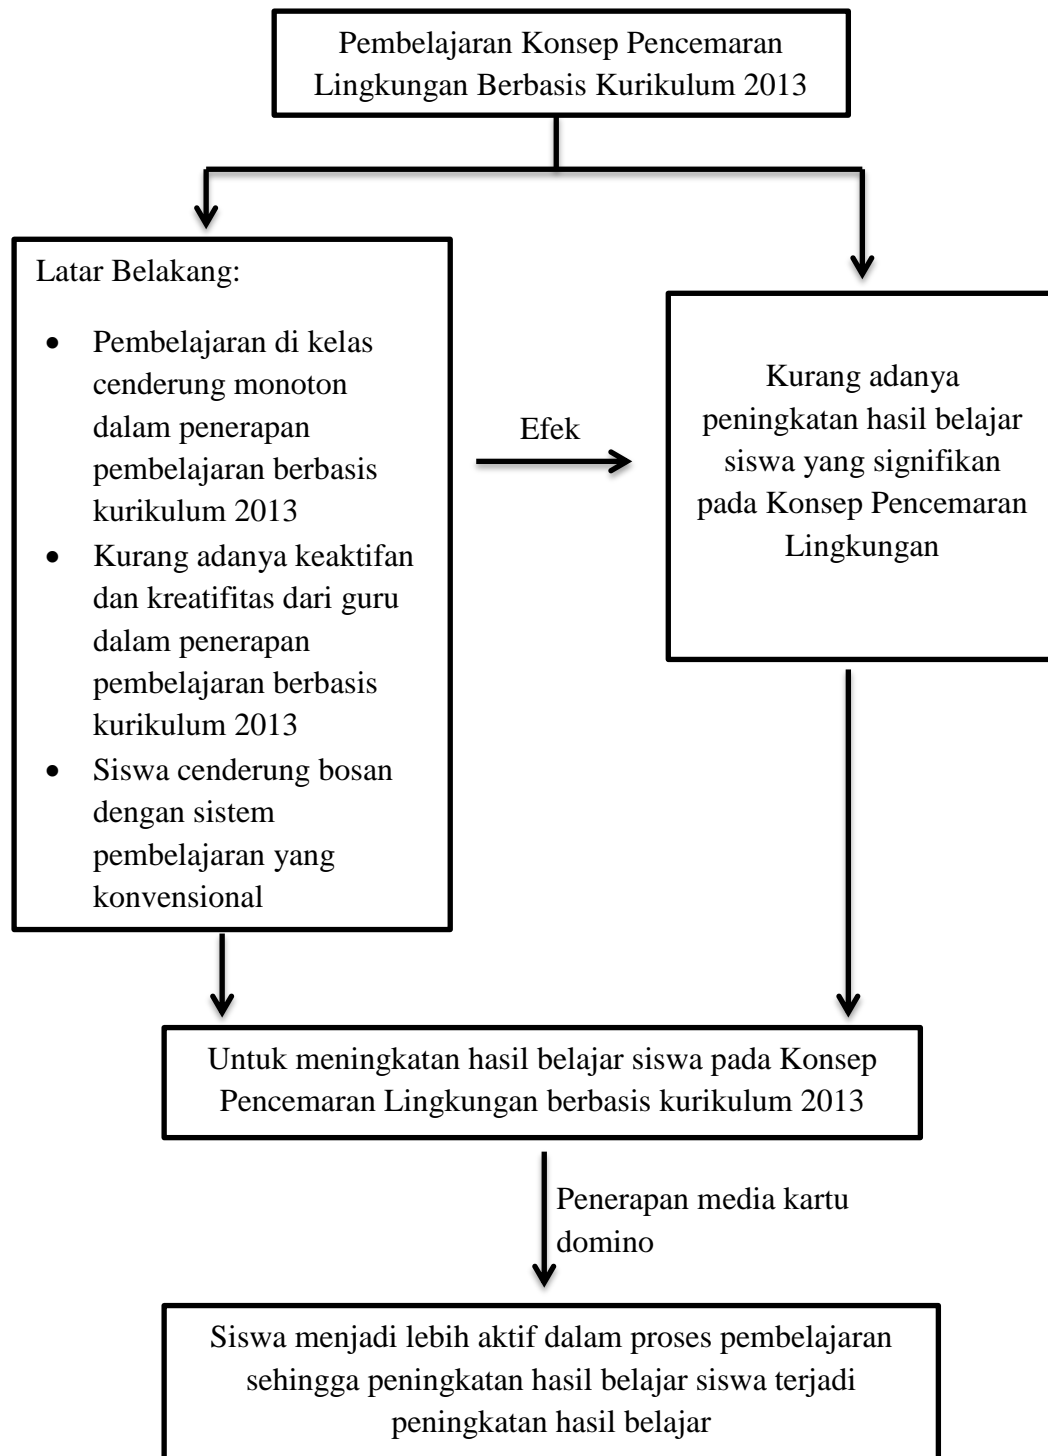 Pembelajaran Konsep Pencemaran
Lingkungan Berbasis Kurikulum 2013
Latar Belakang:
• Pembelajaran di kelas
cenderung monoton
dalam penerapan
pembelajaran berbasis
kurikulum 2013
• Kurang adanya keaktifan
dan kreatifitas dari guru
dalam penerapan
pembelajaran berbasis
kurikulum 2013
• Siswa cenderung bosan
dengan sistem
pembelajaran yang
konvensional
Efek
Kurang adanya
peningkatan hasil belajar
siswa yang signifikan
pada Konsep Pencemaran
Lingkungan
Untuk meningkatan hasil belajar siswa pada Konsep
Pencemaran Lingkungan berbasis kurikulum 2013
Penerapan media kartu
domino
Siswa menjadi lebih aktif dalam proses pembelajaran
sehingga peningkatan hasil belajar siswa terjadi
peningkatan hasil belajar